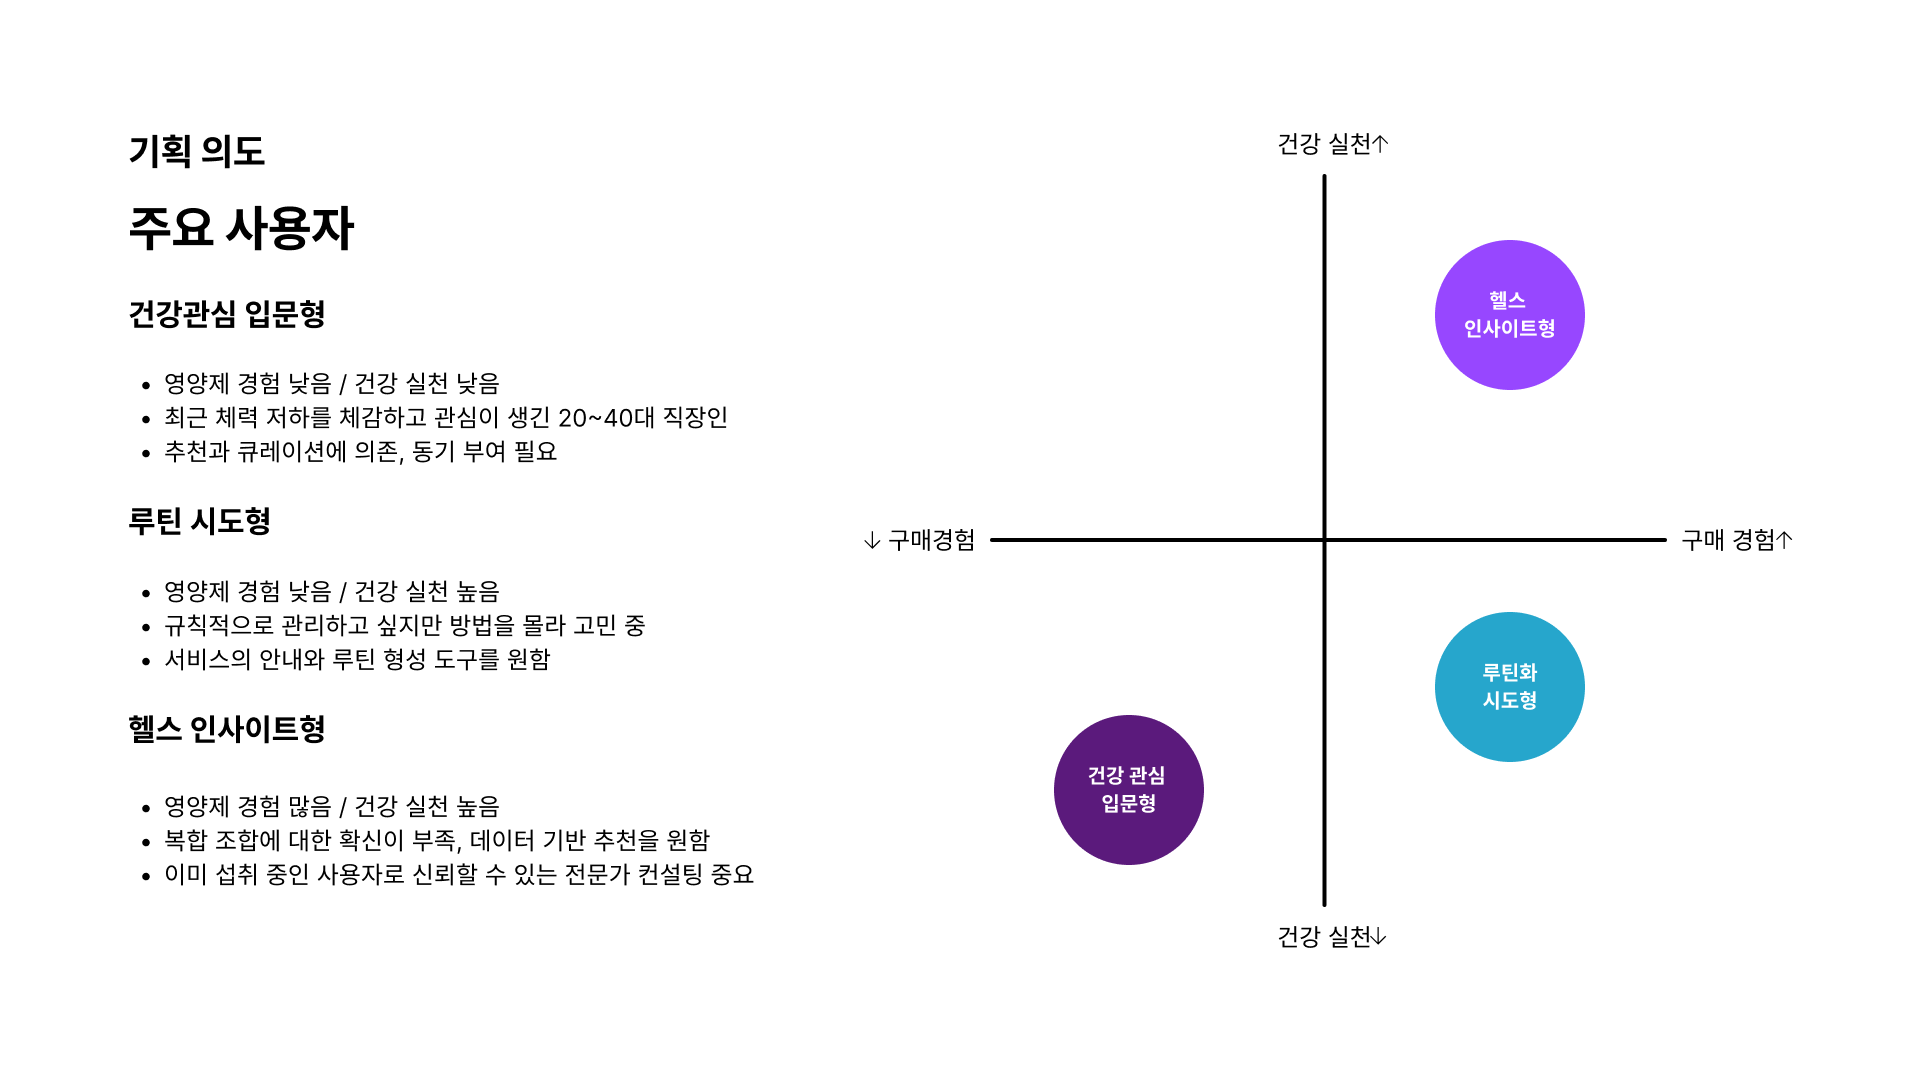 기획 의도
주요 사용자
건강관심 입문형
• 영양제 경험 낮음 / 건강 실천 낮음
• 최근 체력 저하를 체감하고 관심이 생긴 20~40대 직장인
• 추천과 큐레이션에 의존, 동기 부여 필요
루틴 시도형
• 영양제 경험 낮음 / 건강 실천 높음
• 규칙적으로 관리하고 싶지만 방법을 몰라 고민 중
• 서비스의 안내와 루틴 형성 도구를 원함
헬스 인사이트형
• 영양제 경험 많음 / 건강 실천 높음
• 복합 조합에 대한 확신이 부족, 데이터 기반 추천을 원함
• 이미 섭취 중인 사용자로 신뢰할 수 있는 전문가 컨설팅 중요
건강 실천↑
헬스
인사이트형
↓ 구매경험
구매 경험↑
루틴화
시도형
건강 관심
입문형
건강 실천↓